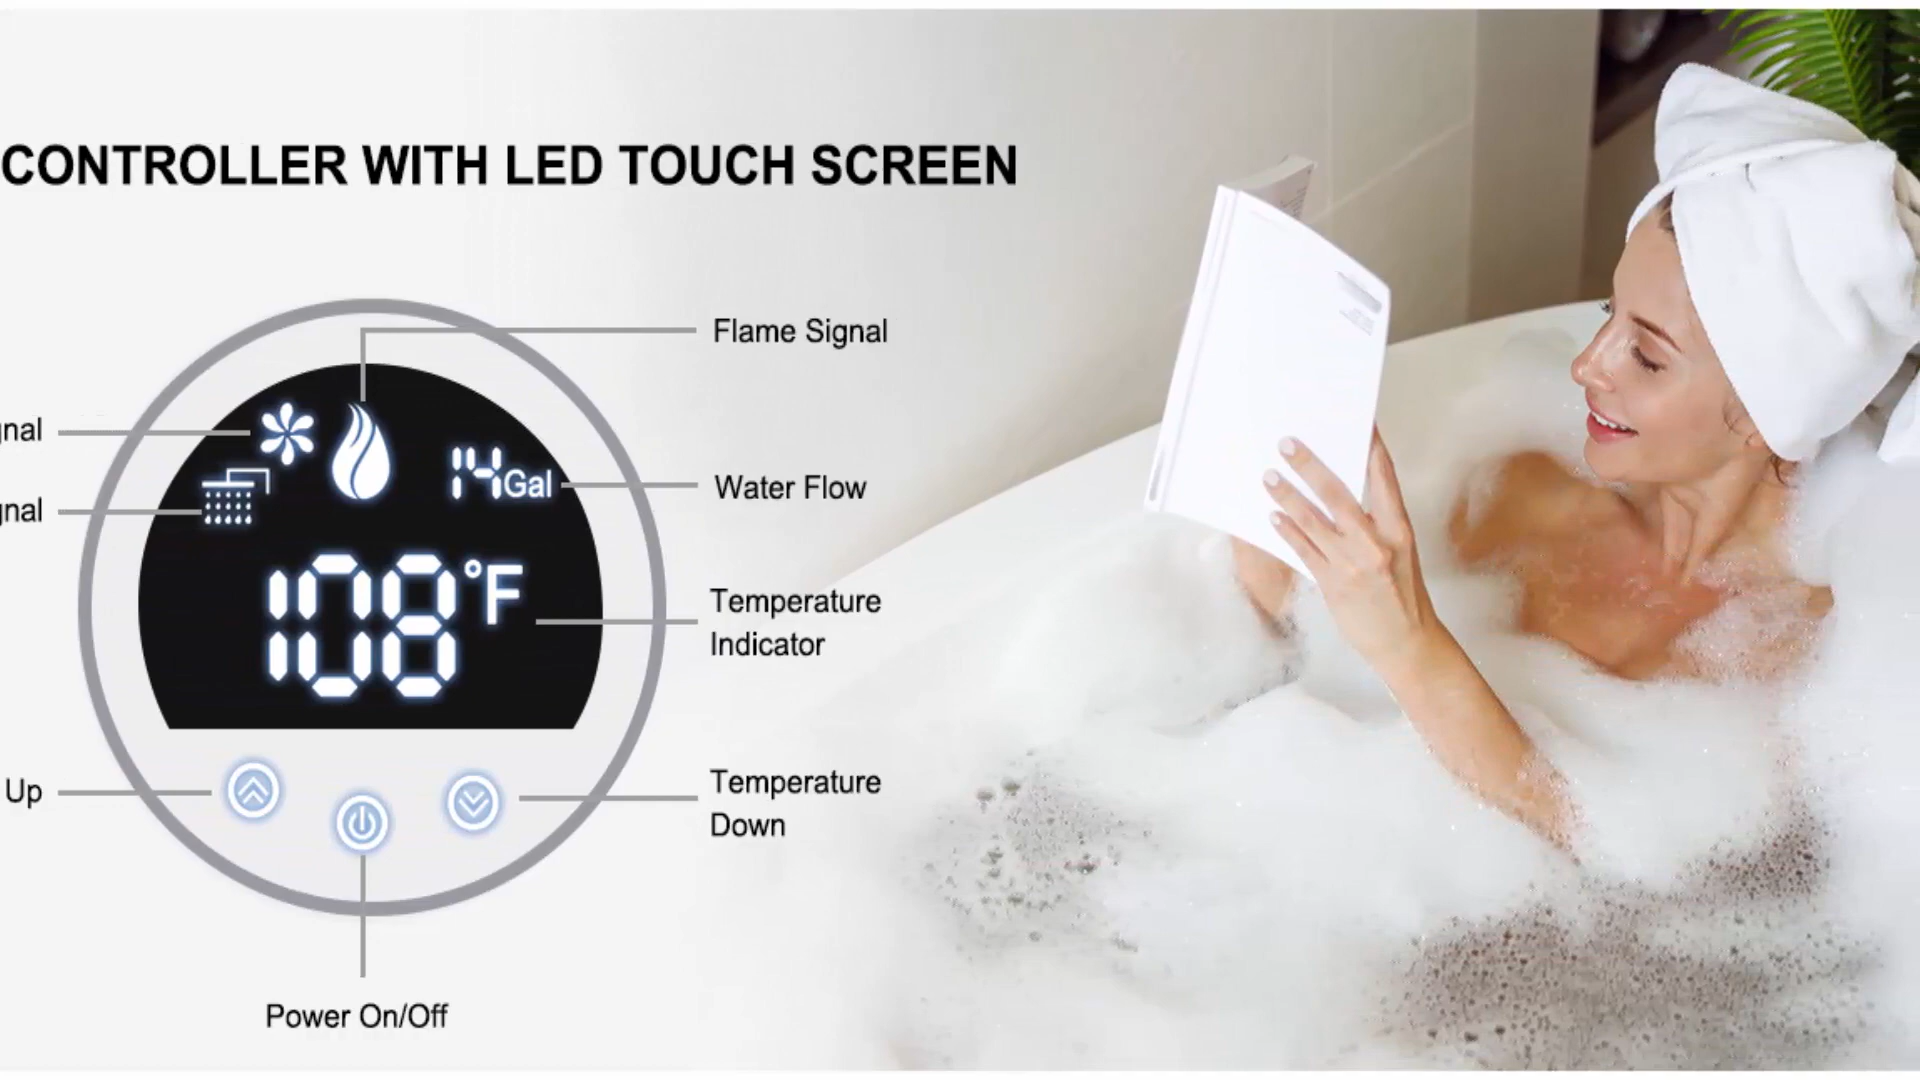 CONTROLLER WITH LED TOUCH SCREEN
Flame Signal
gnal
14Gal
Water Flow
gnal
108°F
Temperature
Indicator
Up
Temperature
Down
Power On/Off